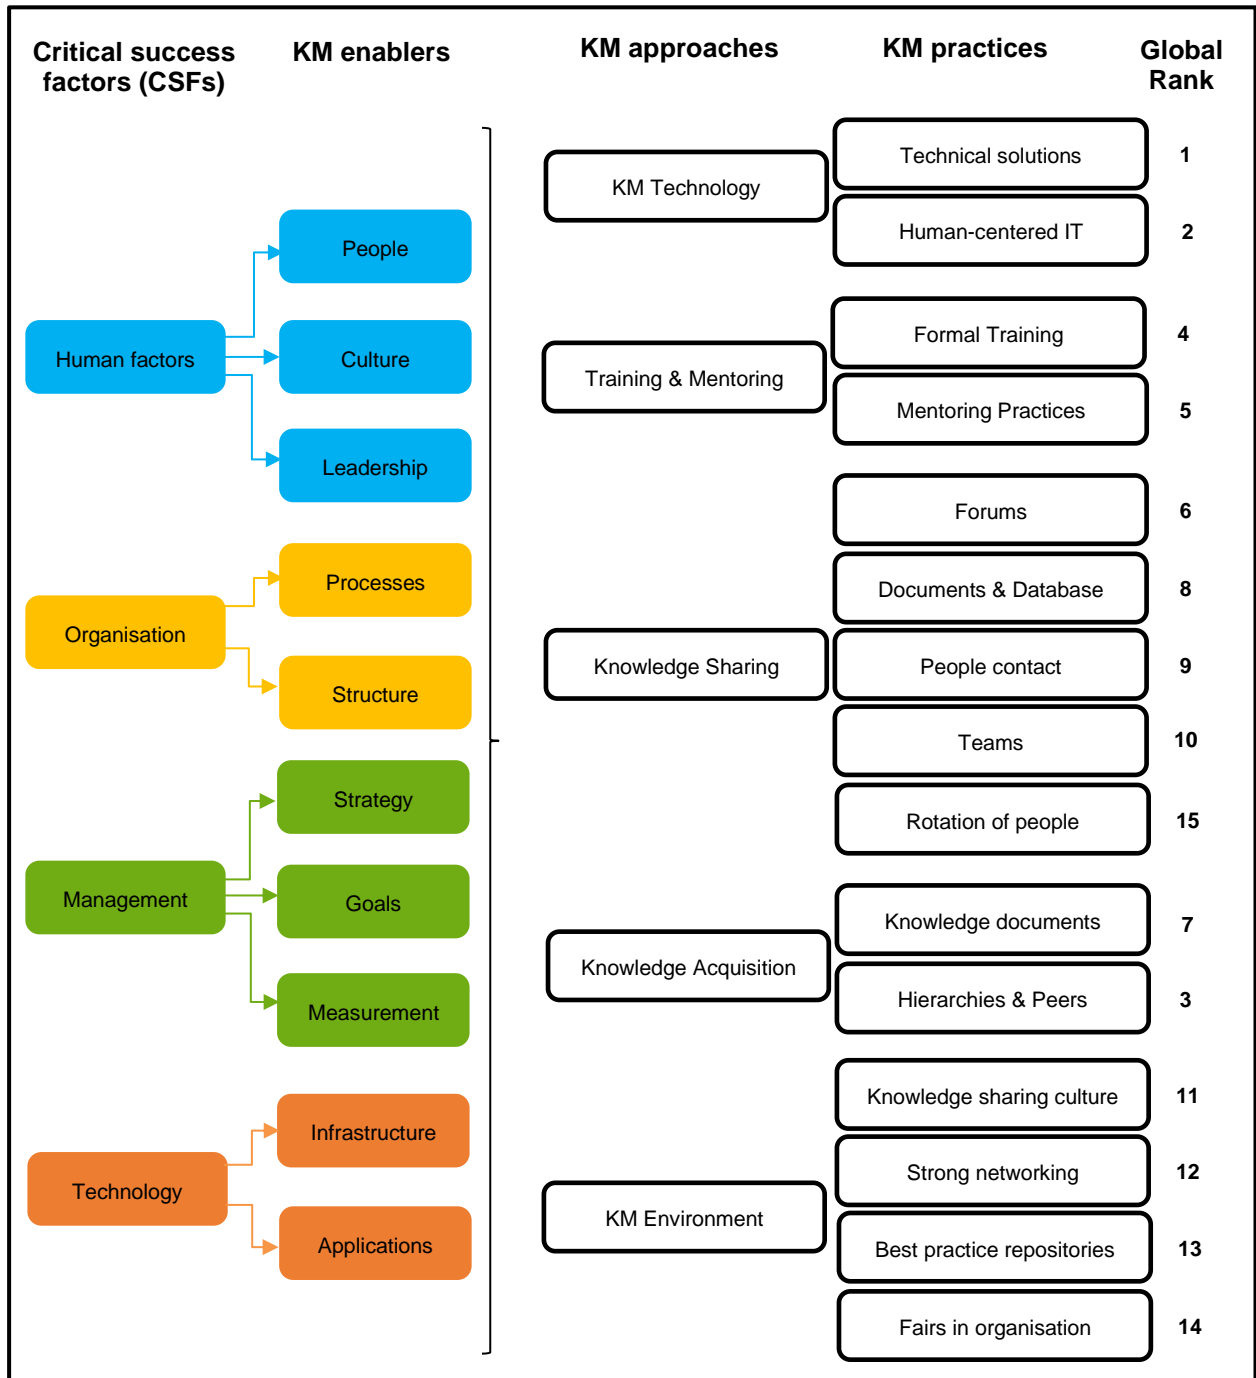 Critical success
factors (CSFs)
KM enablers
KM approaches
KM practices
Global
Rank
Human factors
People
Culture
Leadership
Organisation
Processes
Structure
Management
Strategy
Goals
Measurement
Technology
Infrastructure
Applications
KM Technology
Technical solutions
1
Human-centered IT
2
Training & Mentoring
Formal Training
4
Mentoring Practices
5
Knowledge Sharing
Forums
6
Documents & Database
8
People contact
9
Teams
10
Rotation of people
15
Knowledge Acquisition
Knowledge documents
7
Hierarchies & Peers
3
KM Environment
Knowledge sharing culture
11
Strong networking
12
Best practice repositories
13
Fairs in organisation
14